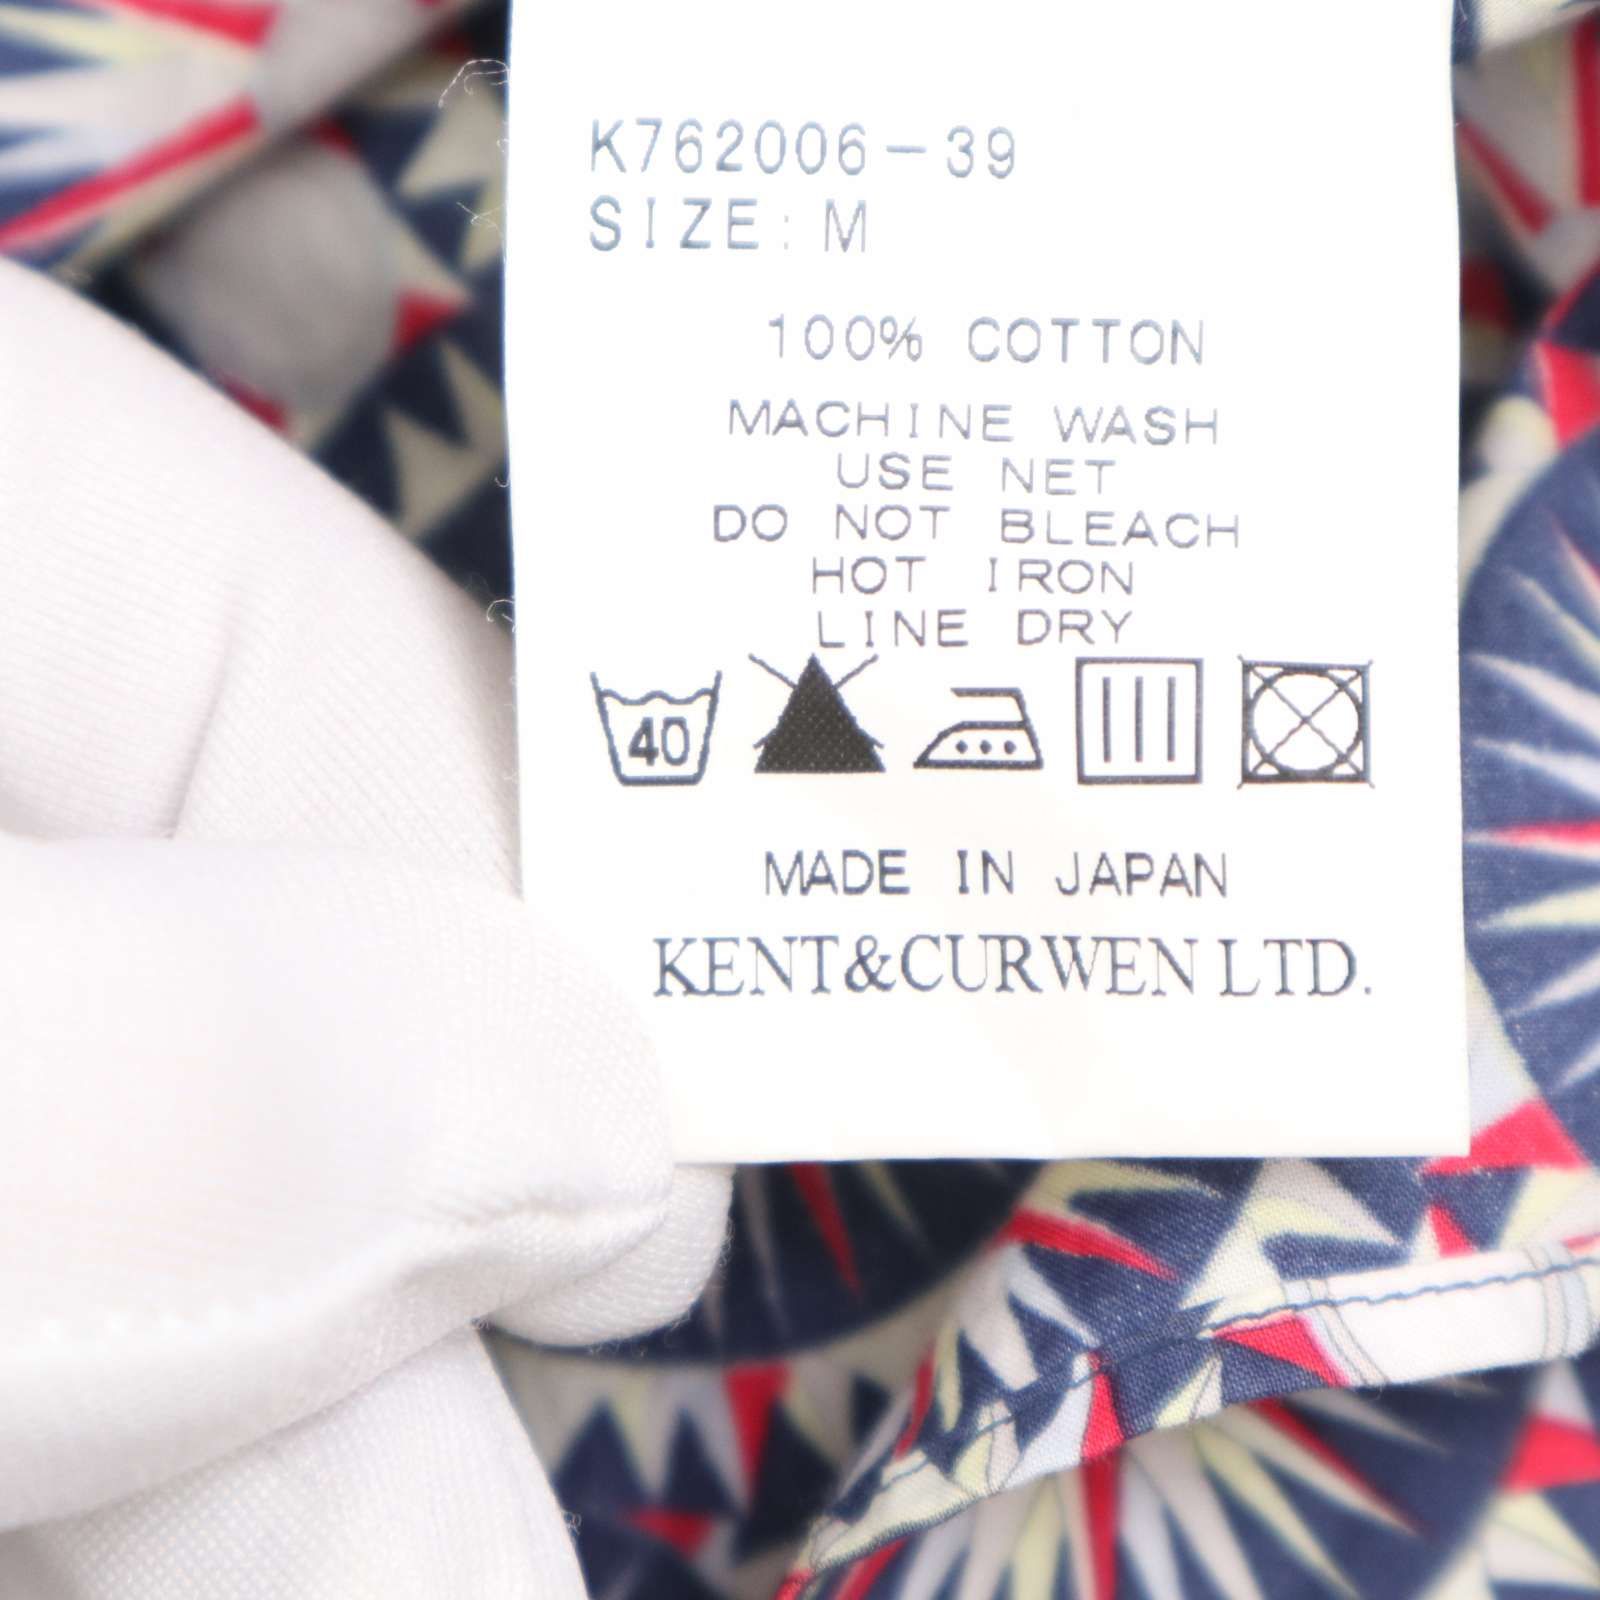 K762006-39
SIZE:M
100% COTTON
MACHINE WASH
USE NET
DO NOT BLEACH
HOT IRON
LINE DRY
40
MADE IN JAPAN
KENT&CURWEN LTD.